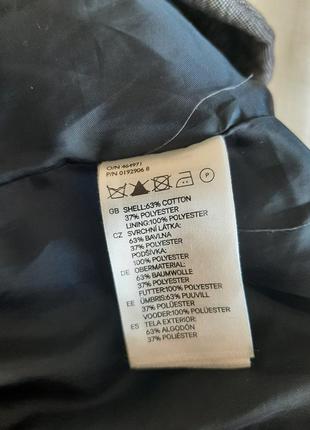 O/N 464971
P/N 0192906 8
P
GB SHELL:63% COTTON
37% POLYESTER
LINING:100% POLYESTER
CZ SVRCHNÍ LÁTKA:
63% BAVLNA
37% POLYESTER
PODŠÍVKA:
100% POLYESTER
DE OBERMATERIAL:
63% BAUMWOLLE
37% POLYESTER
FUTTER:100% POLYESTER
EE ÜMBRIS:63% PUUVILL
37% POLÜESTER
VOODER:100% POLÜESTER
ES TELA EXTERIOR:
63% ALGODÓN
37% POLIÉSTER